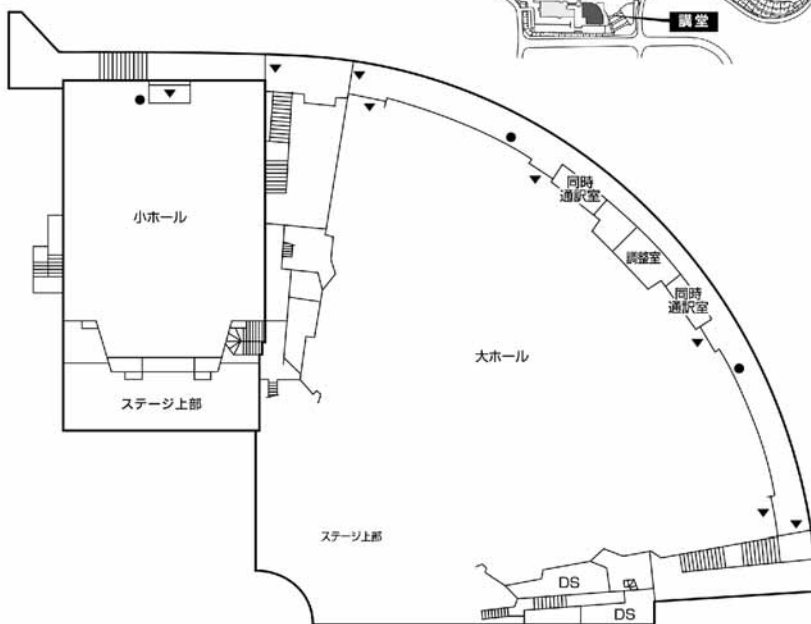 講堂
同時
通訳室
小ホール
調整室
同時
通訳室
大ホール
ステージ上部
ステージ上部
DS
DS